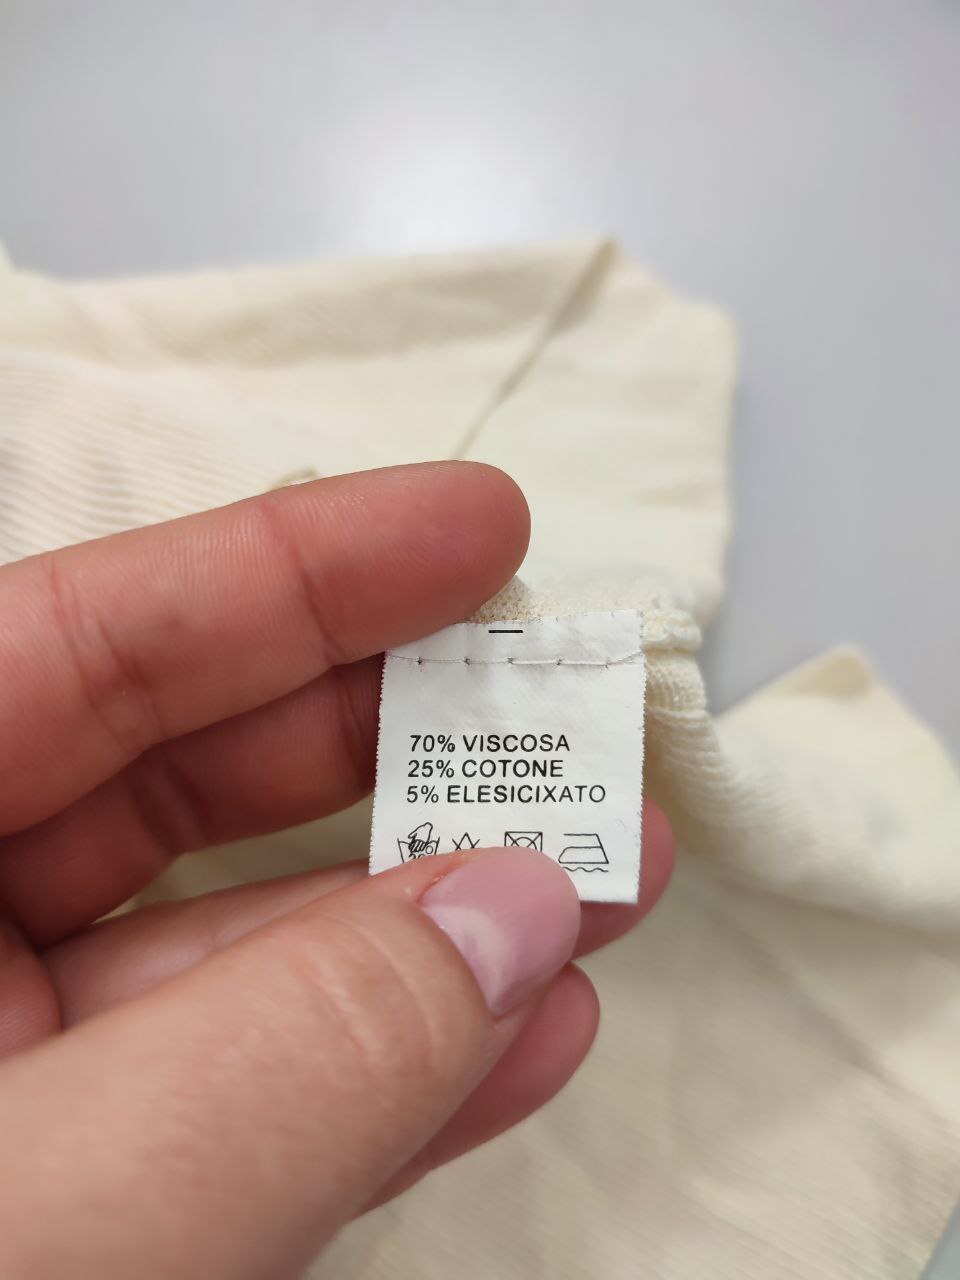 70% VISCOSA
25% COTONE
5% ELESICIXATO